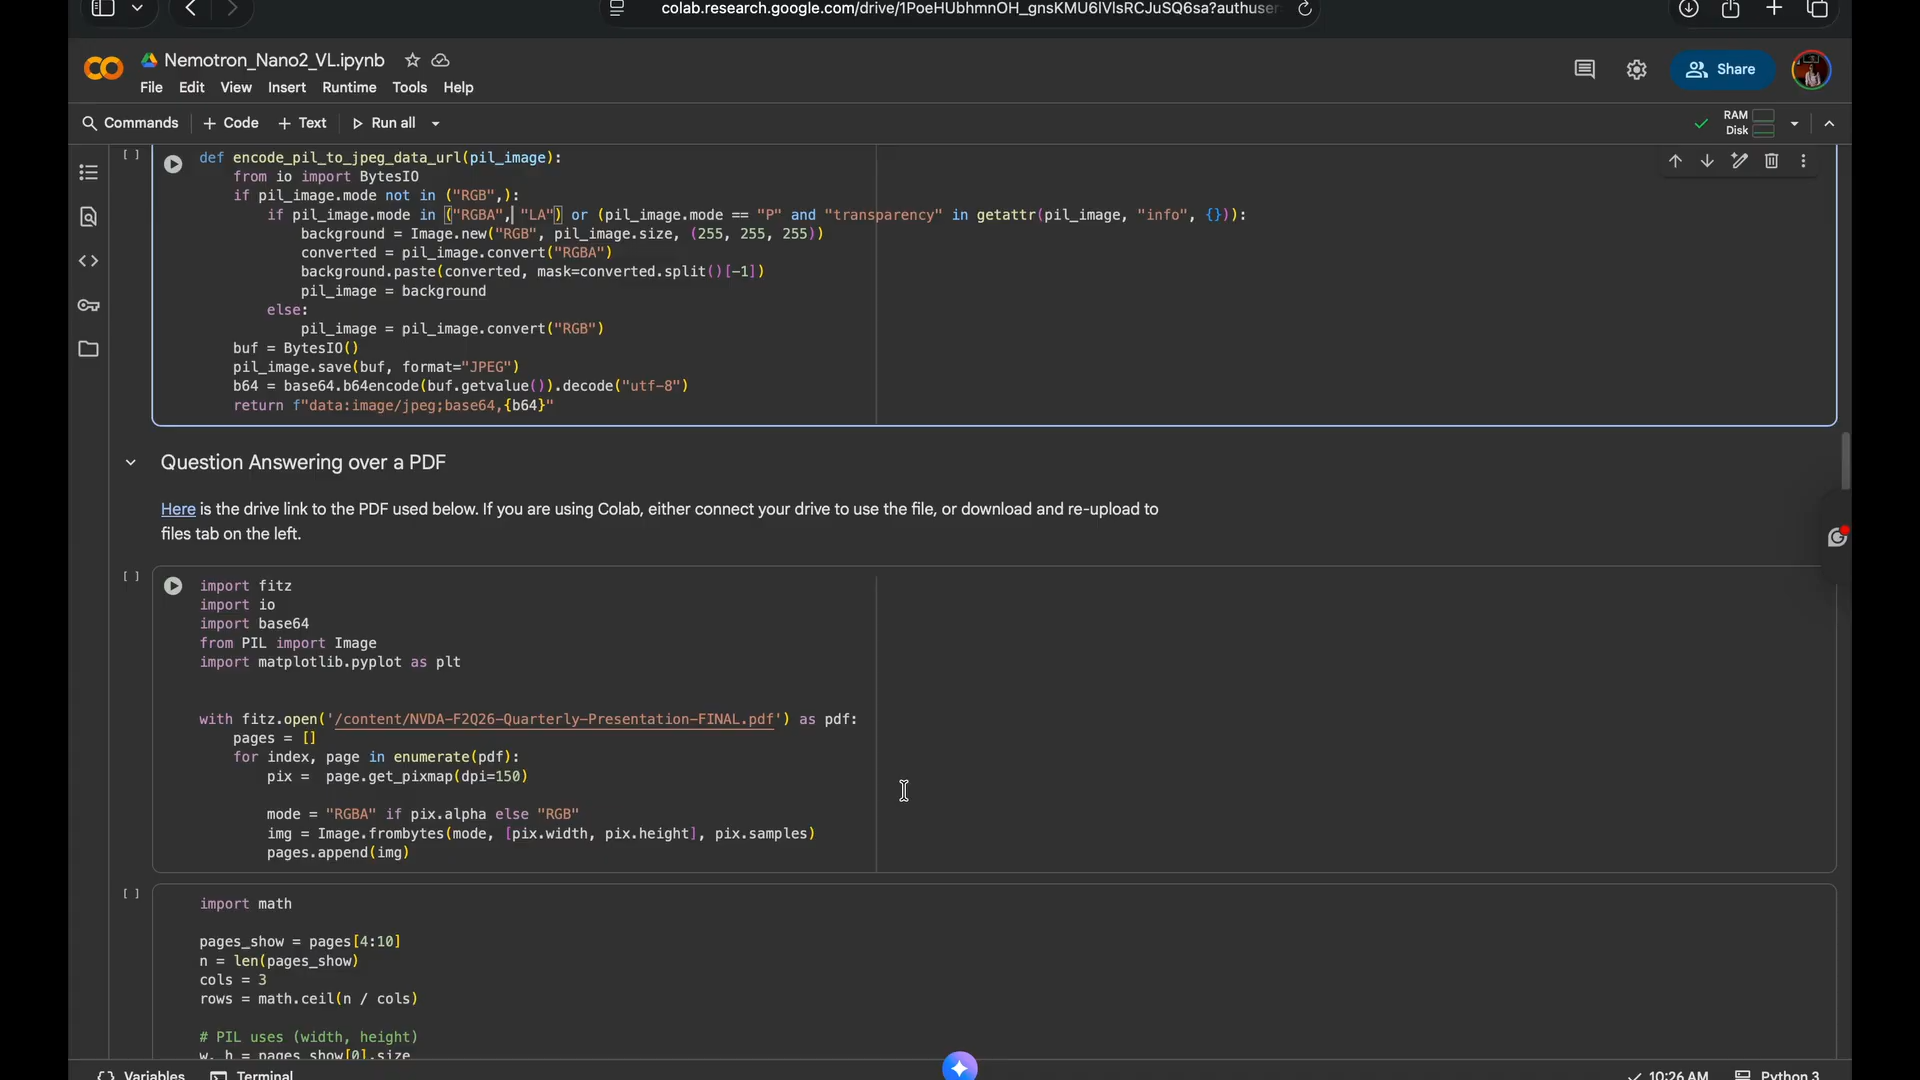 colab.research.google.com/drive/1PoeHUbhmnOH_gnsKMU6lVlsRCJuSQ6sa?authuser
Nemotron_Nano2_VL.ipynb
File Edit View Insert Runtime Tools Help
Share
Commands + Code + Text Run all
RAM
Disk
[ ]
def encode_pil_to_jpeg_data_url(pil_image):
    from io import BytesIO
    if pil_image.mode not in ("RGB",):
        if pil_image.mode in ("RGBA", "LA") or (pil_image.mode == "P" and "transparency" in getattr(pil_image, "info", {})):
            background = Image.new("RGB", pil_image.size, (255, 255, 255))
            converted = pil_image.convert("RGBA")
            background.paste(converted, mask=converted.split()[-1])
            pil_image = background
        else:
            pil_image = pil_image.convert("RGB")
    buf = BytesIO()
    pil_image.save(buf, format="JPEG")
    b64 = base64.b64encode(buf.getvalue()).decode("utf-8")
    return f"data:image/jpeg;base64,{b64}"
Question Answering over a PDF
Here is the drive link to the PDF used below. If you are using Colab, either connect your drive to use the file, or download and re-upload to
files tab on the left.
[ ]
import fitz
import io
import base64
from PIL import Image
import matplotlib.pyplot as plt
with fitz.open('/content/NVDA-F2Q26-Quarterly-Presentation-FINAL.pdf') as pdf:
    pages = []
    for index, page in enumerate(pdf):
        pix =  page.get_pixmap(dpi=150)
        mode = "RGBA" if pix.alpha else "RGB"
        img = Image.frombytes(mode, [pix.width, pix.height], pix.samples)
        pages.append(img)
[ ]
import math
pages_show = pages[4:10]
n = len(pages_show)
cols = 3
rows = math.ceil(n / cols)
# PIL uses (width, height)
w, h = pages_show[0].size
Variables Terminal
10:26 AM Python 3